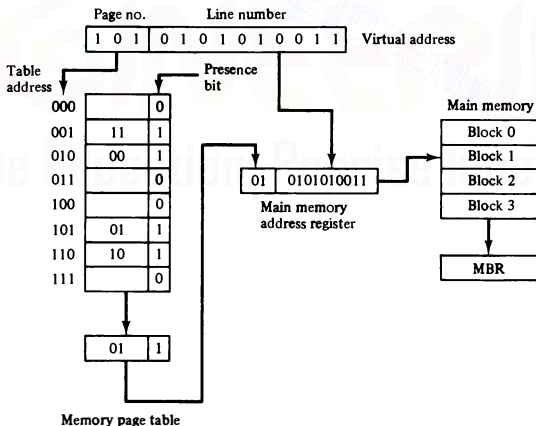 Page no. Line number
1 0 1 0 1 0 1 0 1 0 0 1 1 Virtual address
Table address
Presence bit
000 0
001 11 1
010 00 1
011 0
100 0
101 01 1
110 10 1
111 0
01 1
Memory page table
01 0101010011
Main memory address register
Main memory
Block 0
Block 1
Block 2
Block 3
MBR